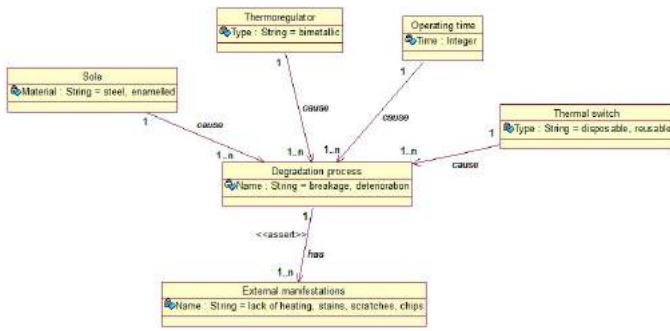 Thermoregulator
Type : String = bimetallic
Operating time
Time : Integer
Sole
Material : String = steel, enamelled
1
1
1
cause
cause
cause
Thermal switch
Type : String = disposable, reusable
1
cause
1..n
1..n
1..n
1..n
Degradation process
Name : String = breakage, deterioration
1
<<assert>>
has
1..n
External manifestations
Name : String = lack of heating, stains, scratches, chips